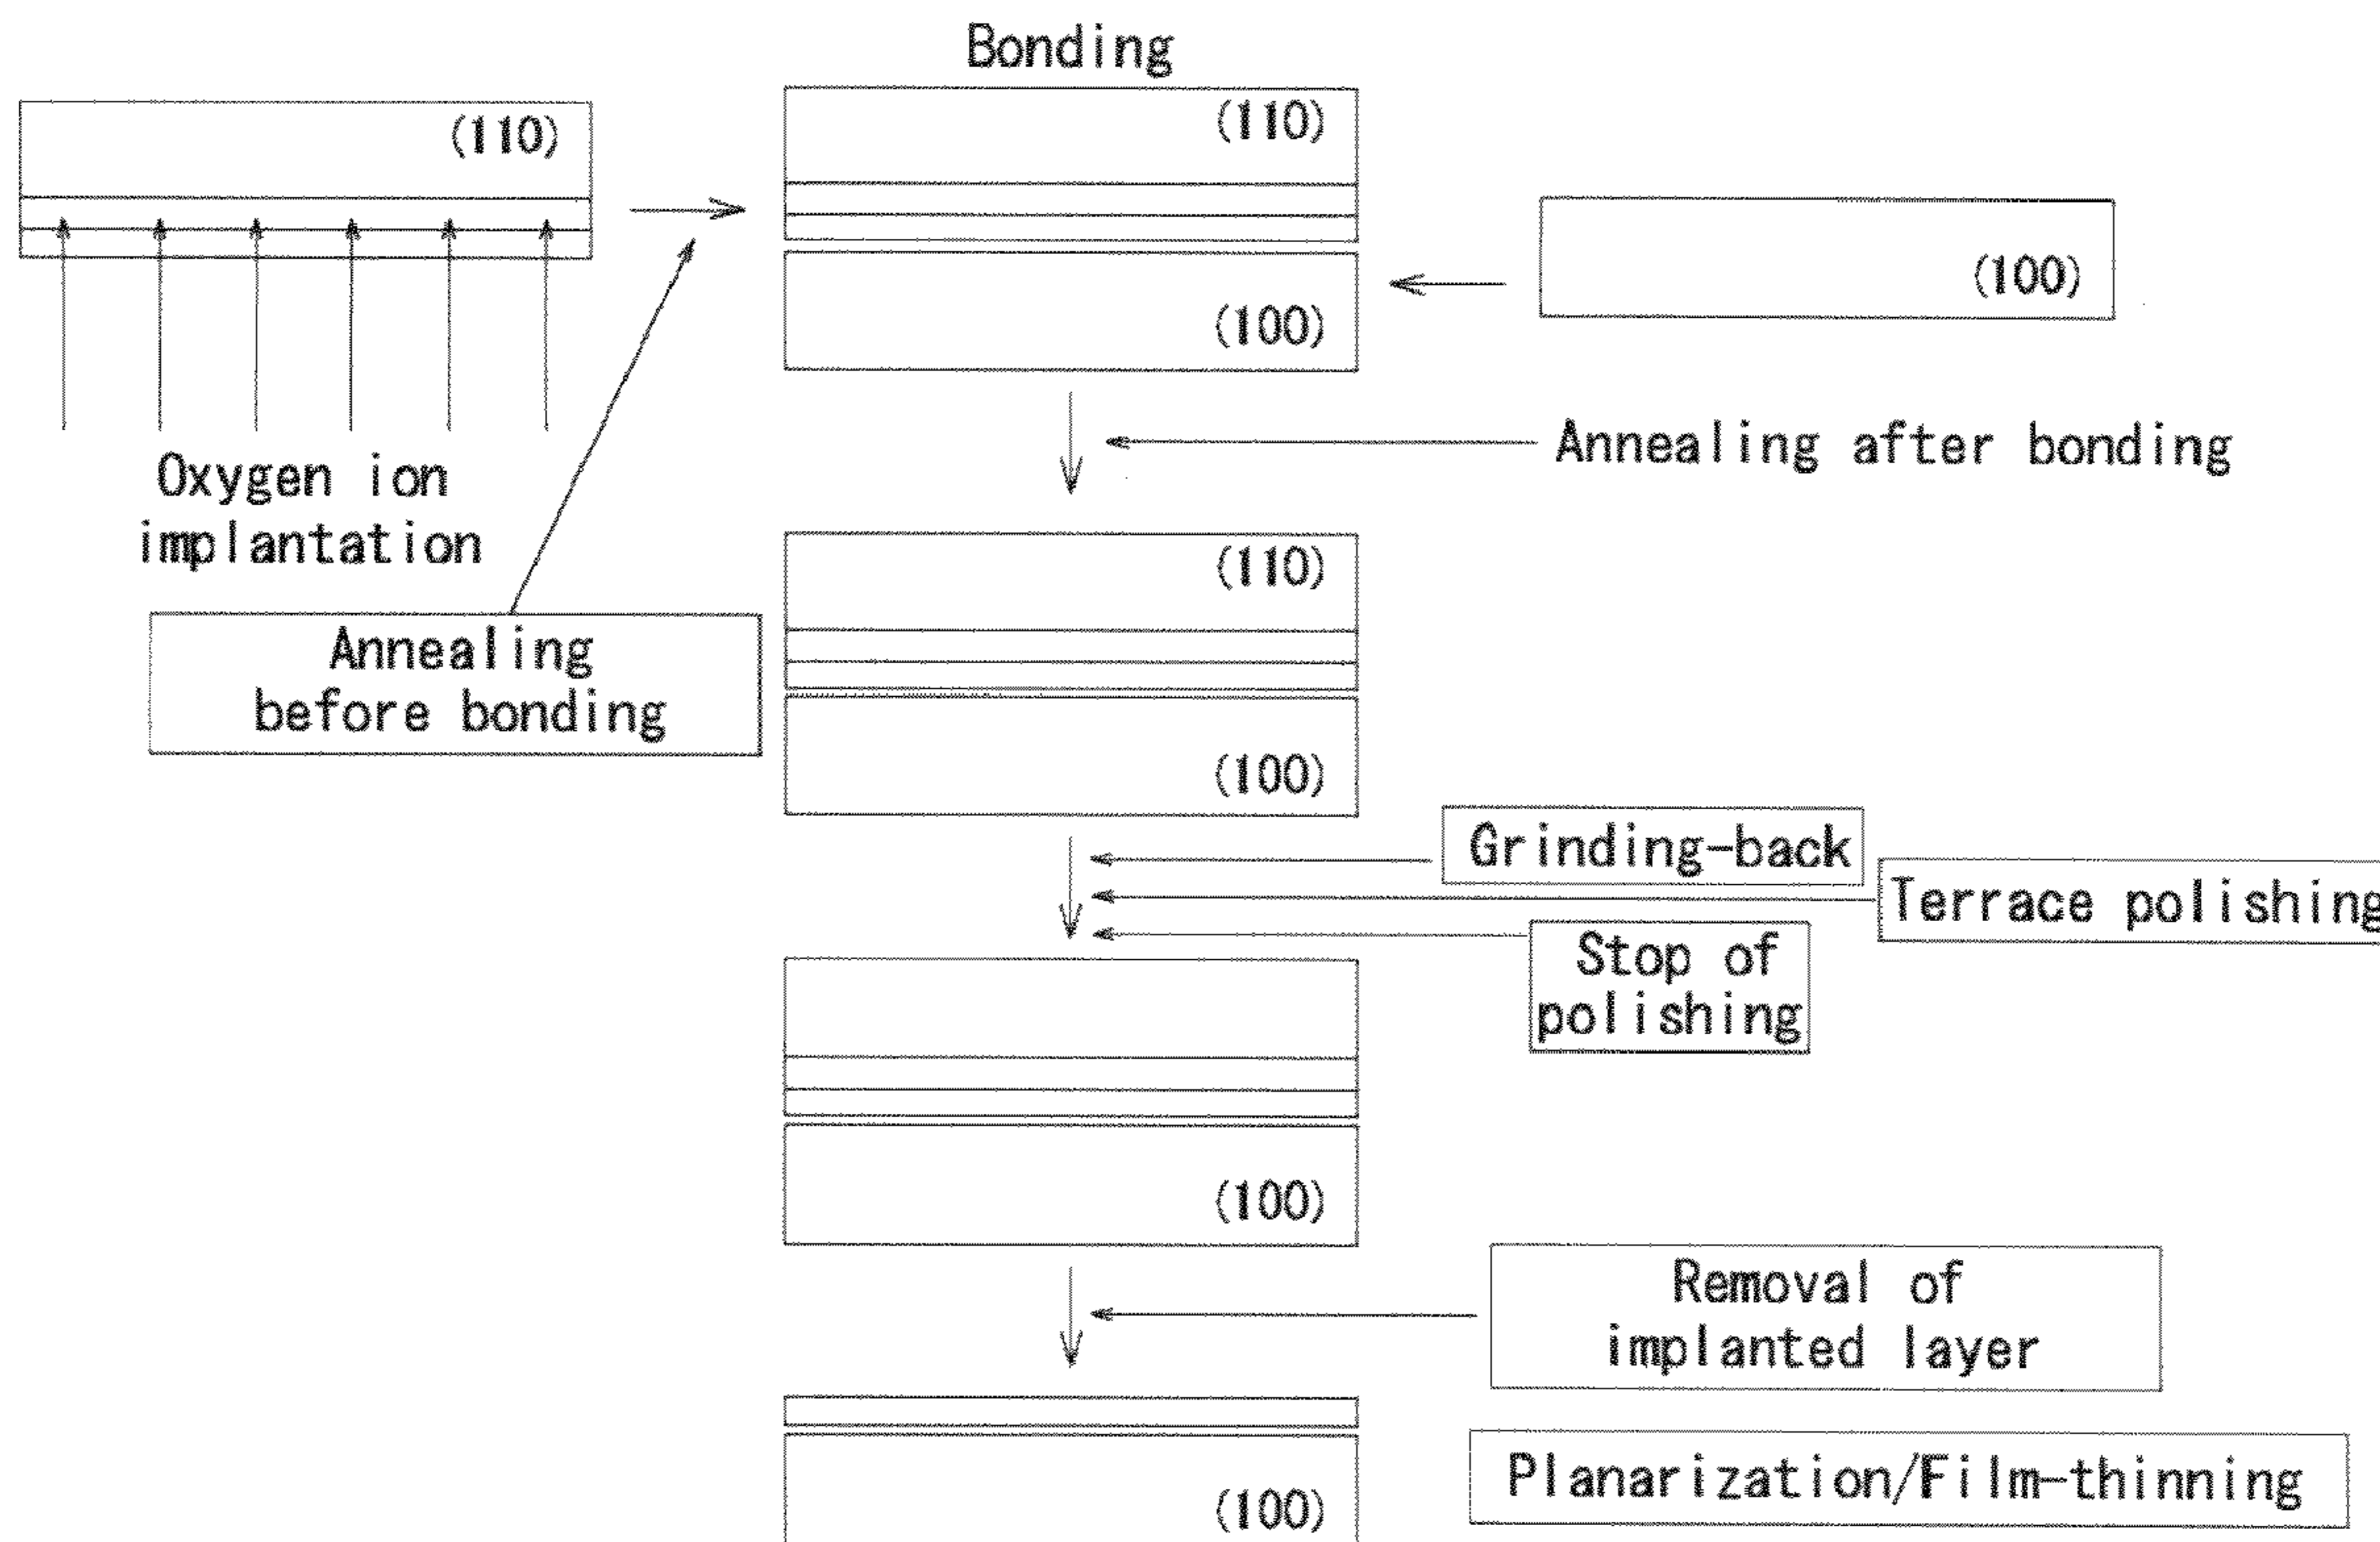 Bonding
(110)
(110)
(100)
(100)
Oxygen ion
implantation
Annealing after bonding
(110)
Annealing
before bonding
(100)
Grinding-back
Terrace polishing
Stop of
polishing
(100)
Removal of
implanted layer
Planarization/Film-thinning
(100)